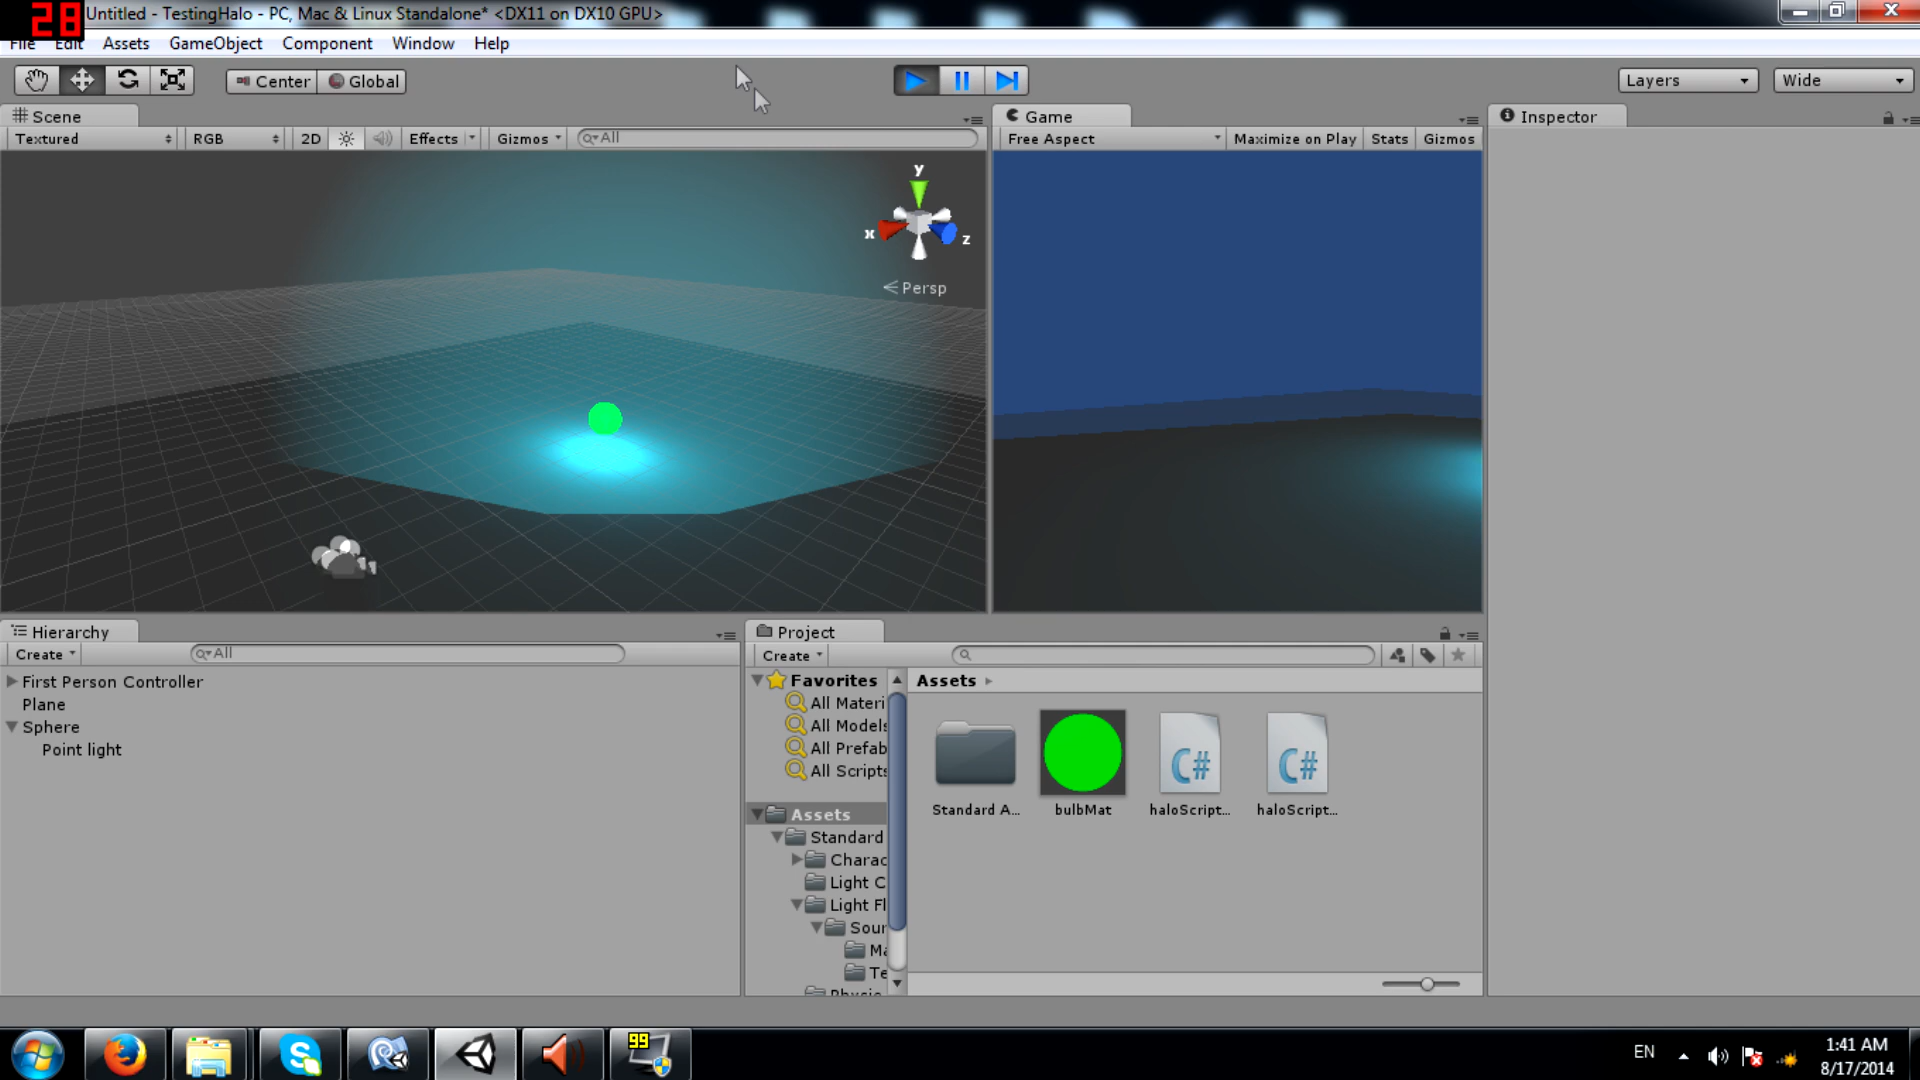 28
Untitled - TestingHalo - PC, Mac & Linux Standalone* <DX11 on DX10 GPU>
File Edit Assets GameObject Component Window Help
Center Global Layers Wide
Scene Game Inspector
Textured RGB 2D Effects Gizmos All Free Aspect Maximize on Play Stats Gizmos
y
x z
Persp
Hierarchy
Create All
First Person Controller
Plane
Sphere
Point light
Project
Create
Favorites
All Materi
All Models
All Prefab
All Scripts
Assets
Standard
Charac
Light C
Light Fl
Sour
Ma
Te
Physic
Assets
C# C#
Standard A... bulbMat haloScript... haloScript...
99
EN 1:41 AM
8/17/2014